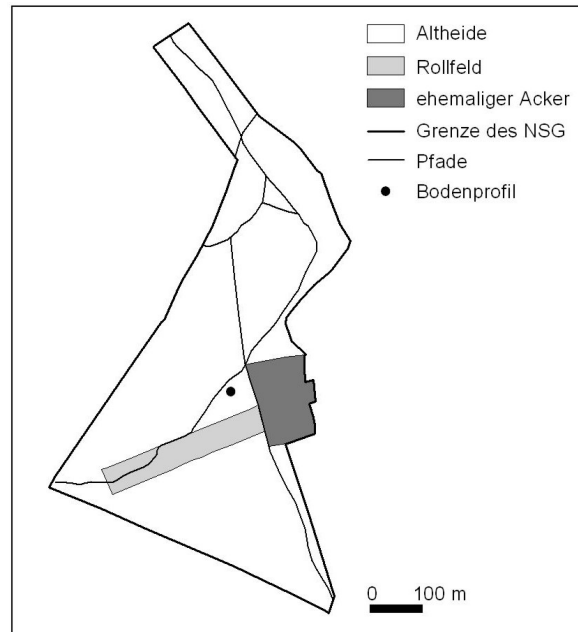 Altheide
Rollfeld
ehemaliger Acker
Grenze des NSG
Pfade
Bodenprofil
0 100 m